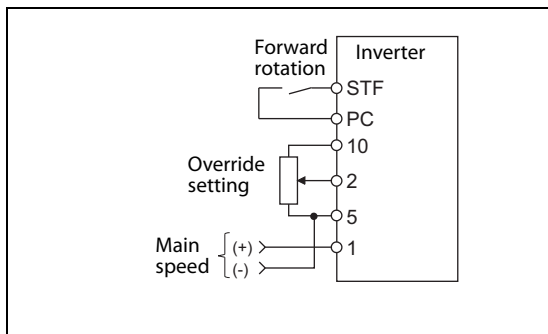 Forward
rotation
Inverter
STF
PC
10
Override
setting
2
5
Main
speed
(+)
(-)
1